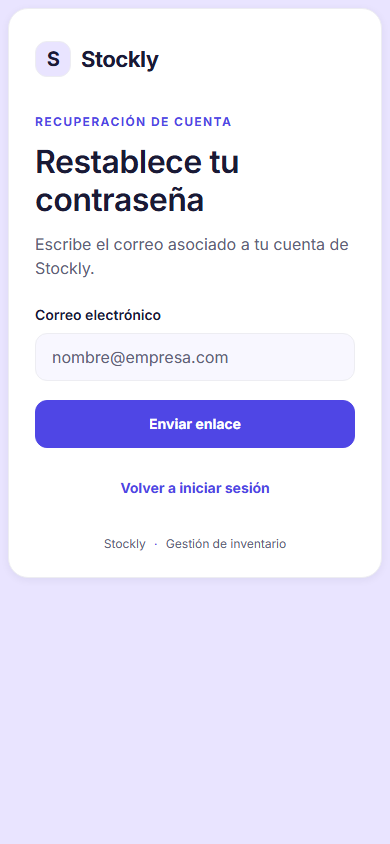 S Stockly
RECUPERACIÓN DE CUENTA
Restablece tu
contraseña
Escribe el correo asociado a tu cuenta de
Stockly.
Correo electrónico
nombre@empresa.com
Enviar enlace
Volver a iniciar sesión
Stockly · Gestión de inventario